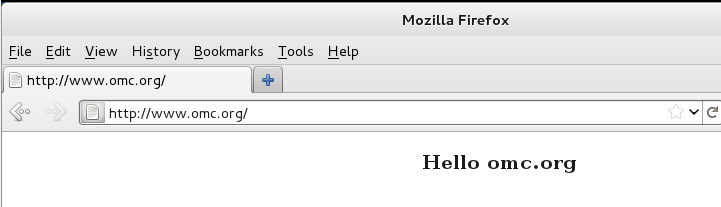 Mozilla Firefox
File Edit View History Bookmarks Tools Help
http://www.omc.org/
http://www.omc.org/
Hello omc.org